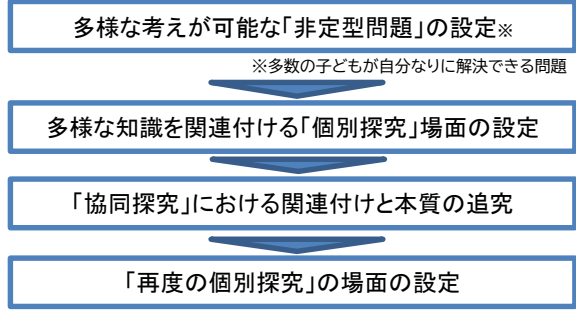 多様な考えが可能な「非定型問題」の設定※
※多数の子どもが自分なりに解決できる問題
多様な知識を関連付ける「個別探究」場面の設定
「協同探究」における関連付けと本質の追究
「再度の個別探究」の場面の設定